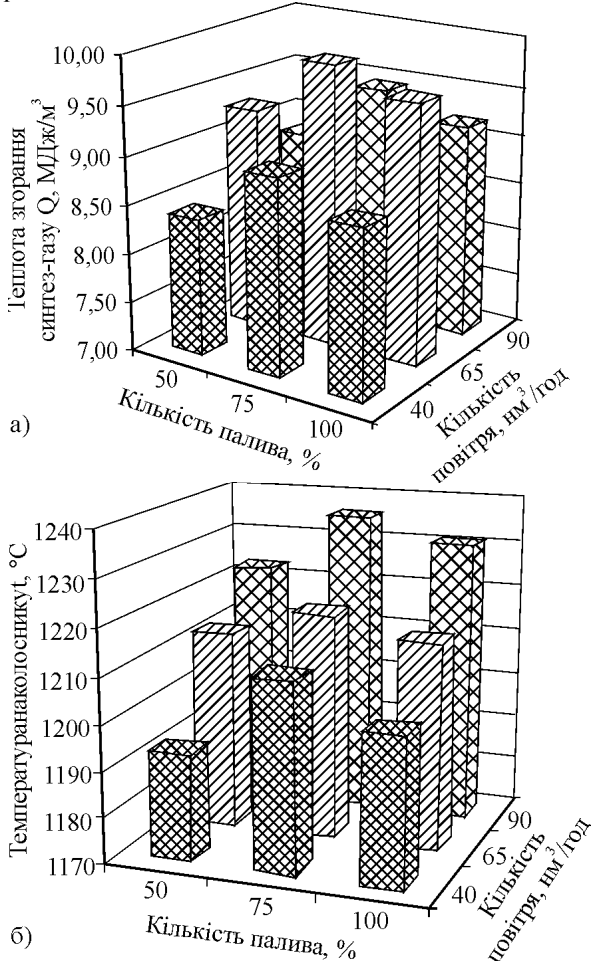 10,00
9,50
9,00
8,50
8,00
7,50
7,00
Теплота згорання
синтез-газу Q, МДж/м³
50
75
100
Кількість палива, %
40
65
90
Кількість
повітря, нм³/год
а)
1240
1230
1220
1210
1200
1190
1180
1170
Температуранаколосникуt, °C
50
75
100
Кількість палива, %
40
65
90
Кількість
повітря, нм³/год
б)